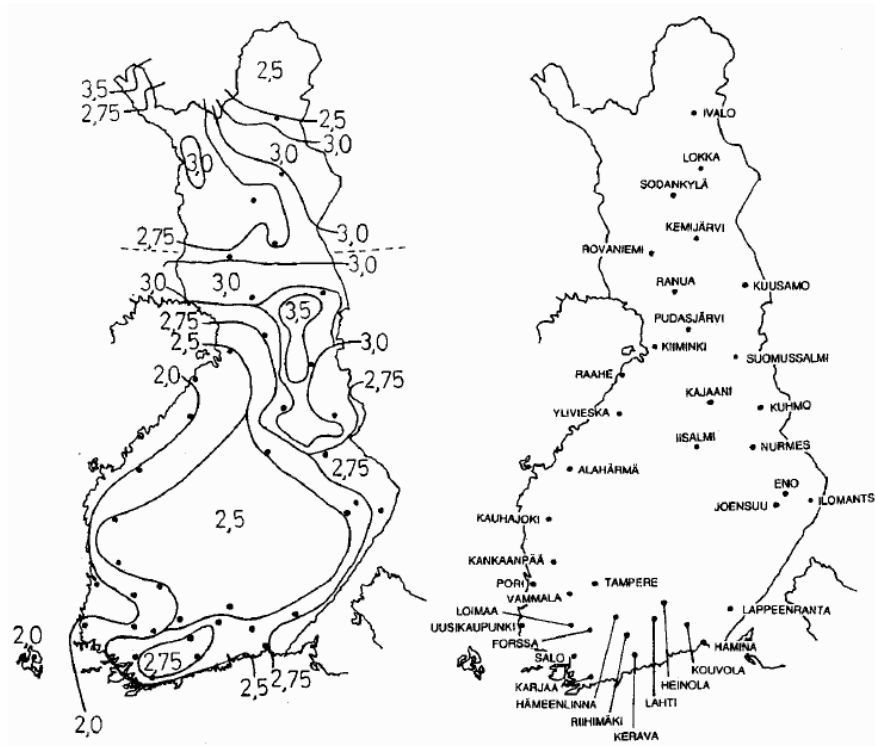 2,5
3,5
2,75
2,5
3,0
3,0
3,0
2,75
3,0
3,0
3,0
3,0
3,5
2,75
2,5
3,0
2,0
2,75
2,75
2,5
2,0
2,75
2,5
2,75
2,0
IVALO
LOKKA
SODANKYLÄ
KEMIJÄRVI
ROVANIEMI
RANUA
KUUSAMO
PUDASJÄRVI
KIIMINKI
SUOMUSSALMI
RAAHE
KAJAANI
YLIVIESKA
KUHMO
IISALMI
NURMES
ALAHÄRMÄ
ENO
ILOMANTS
JOENSUU
KAUHAJOKI
KANKAANPÄÄ
PORI
TAMPERE
VAMMALA
LOIMAA
LAPPEENRANTA
UUSIKAUPUNKI
FORSSA
HAMINA
SALO
KOUVOLA
KARJAA
HEINOLA
HÄMEENLINNA
LAHTI
RIIHIMÄKI
KERAVA